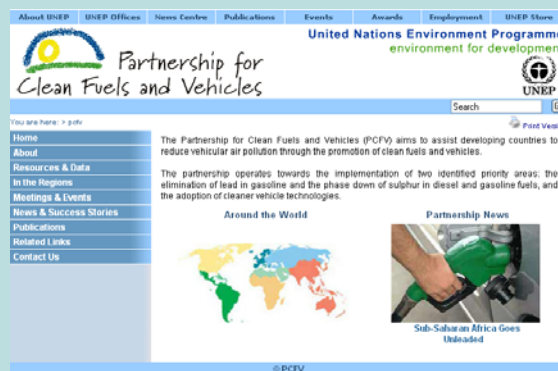 About UNEP UNEP Offices News Centre Publications Events Awards Employment UNEP Store
United Nations Environment Programme
environment for development
Partnership for
Clean Fuels and Vehicles
UNEP
Search
You are here: > pcfv
Print Versi
Home
About
Resources & Data
In the Regions
Meetings & Events
News & Success Stories
Publications
Related Links
Contact Us
The Partnership for Clean Fuels and Vehicles (PCFV) aims to assist developing countries to
reduce vehicular air pollution through the promotion of clean fuels and vehicles.
The partnership operates towards the implementation of two identified priority areas: the
elimination of lead in gasoline and the phase down of sulphur in diesel and gasoline fuels, and
the adoption of cleaner vehicle technologies.
Around the World
Partnership News
Sub-Saharan Africa Goes
Unleaded
© PCFV